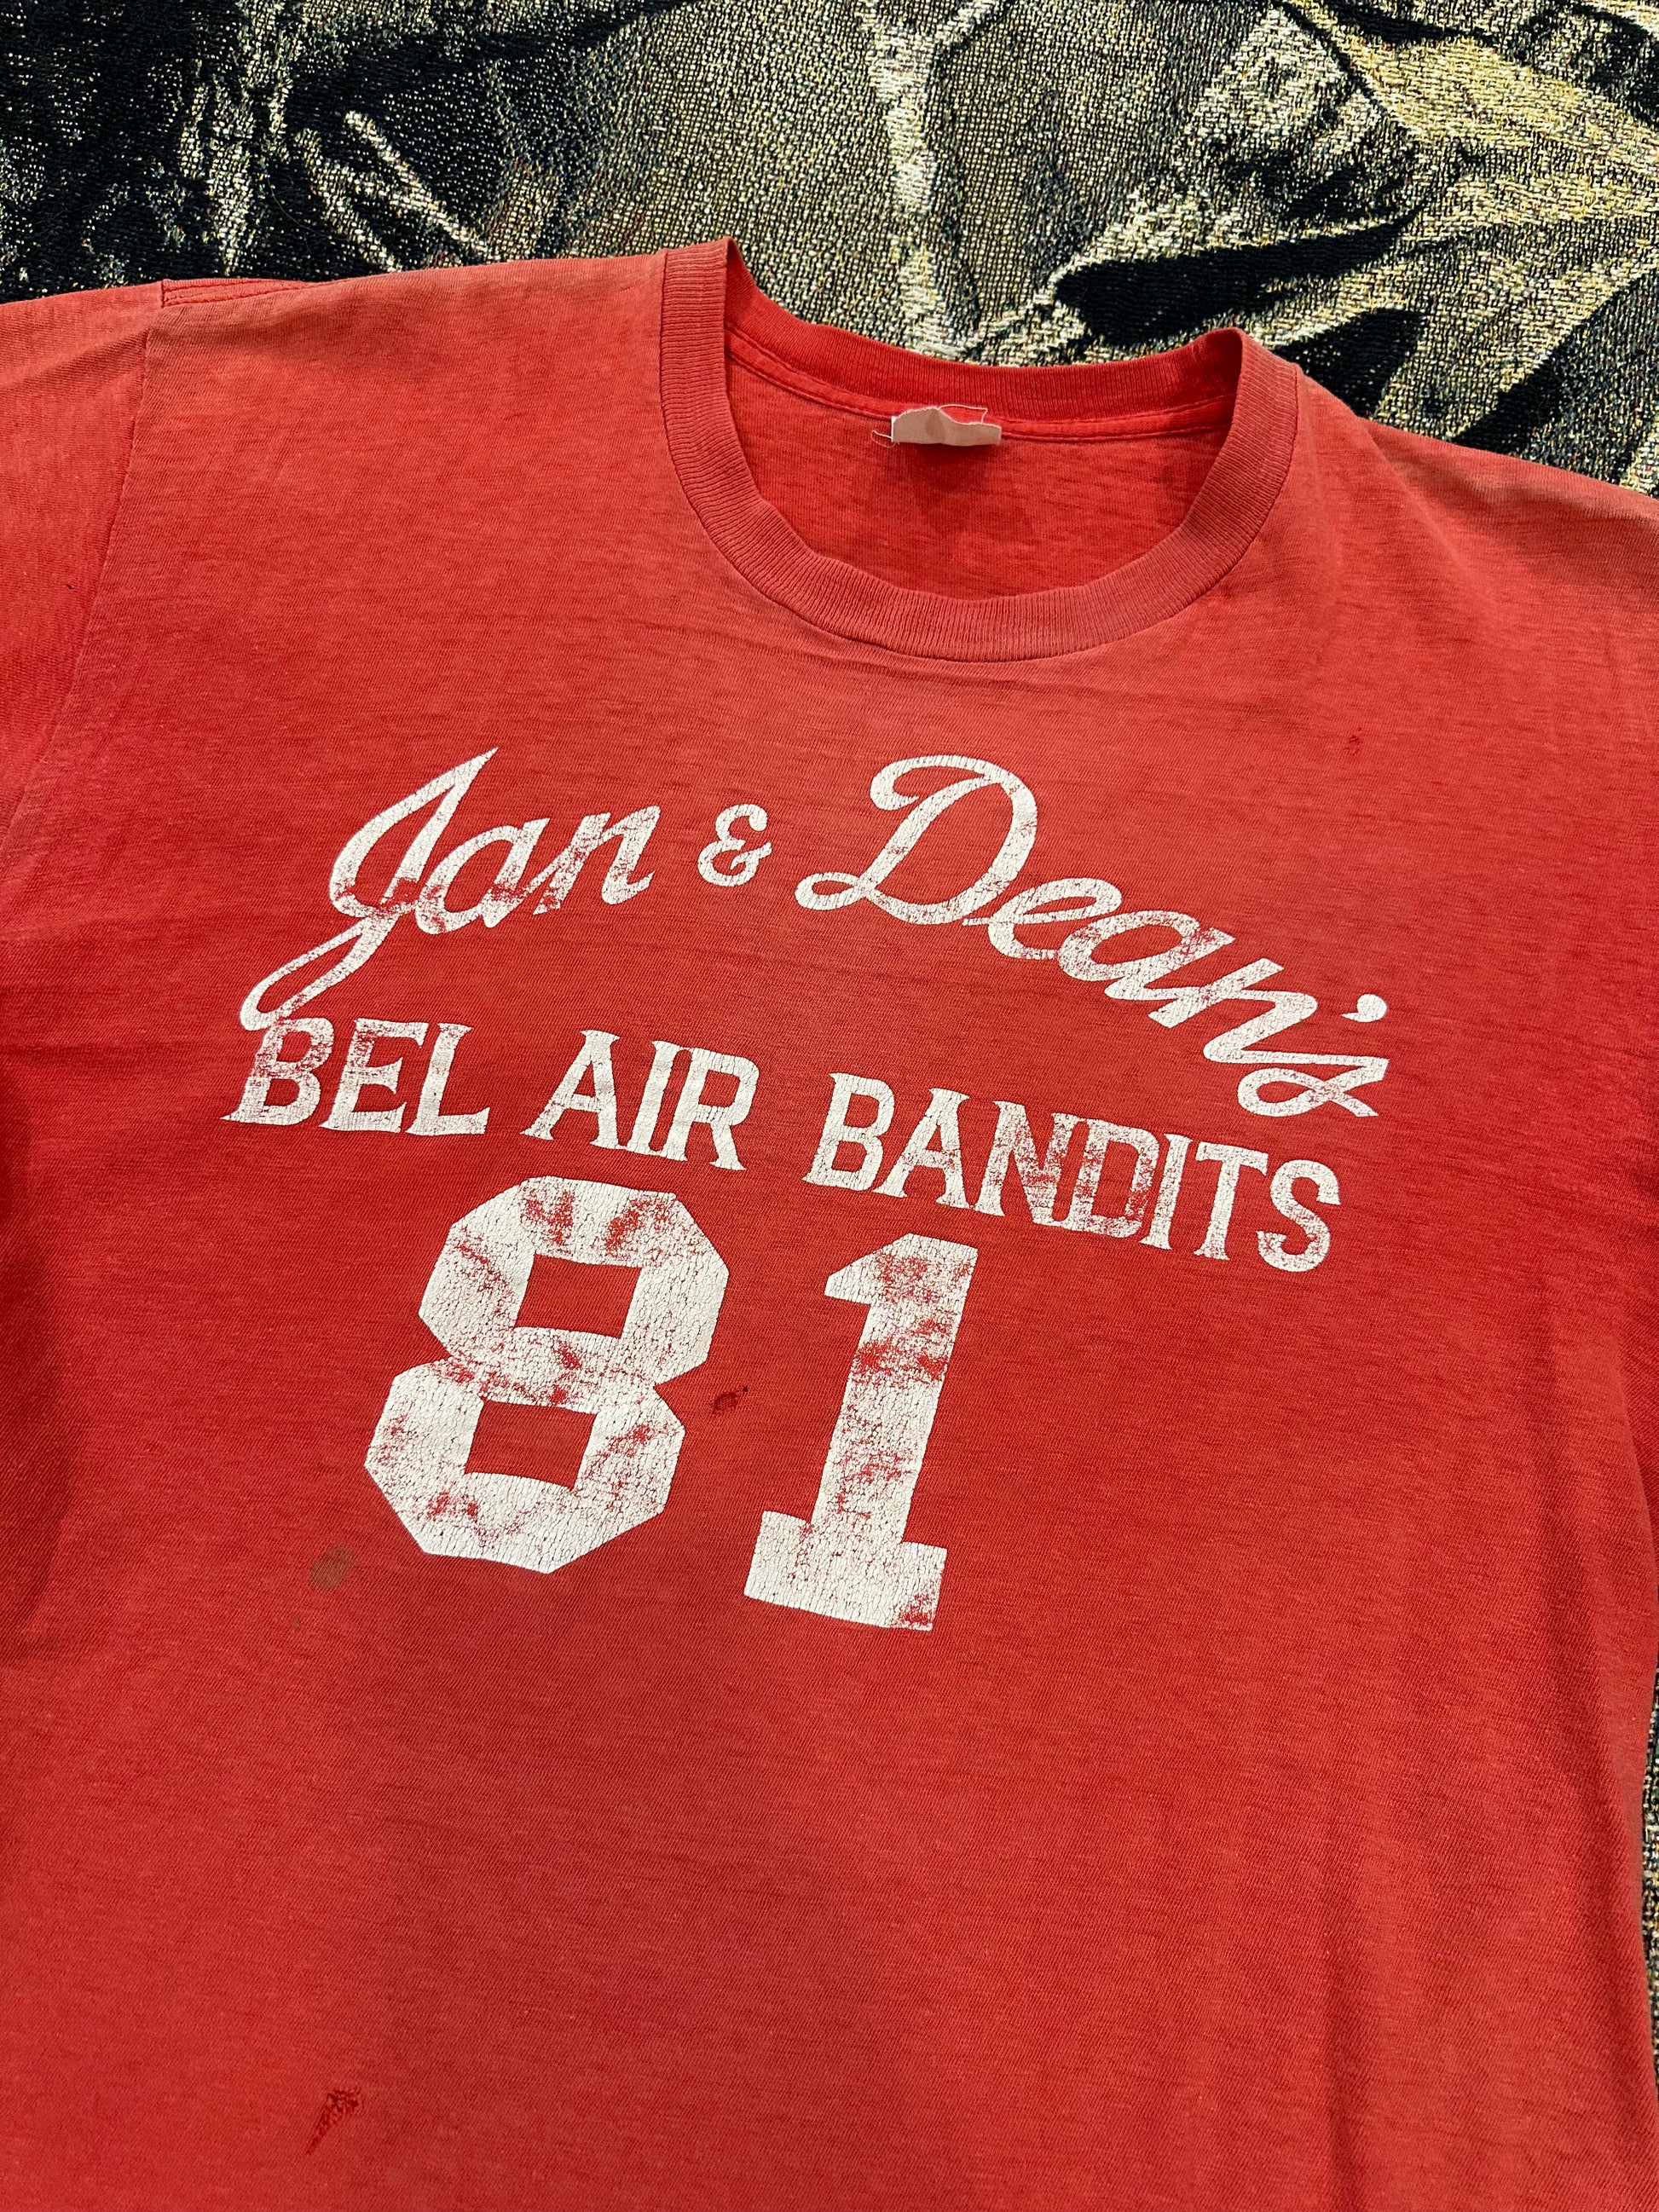 Jan & Dean's
BEL AIR BANDITS
81